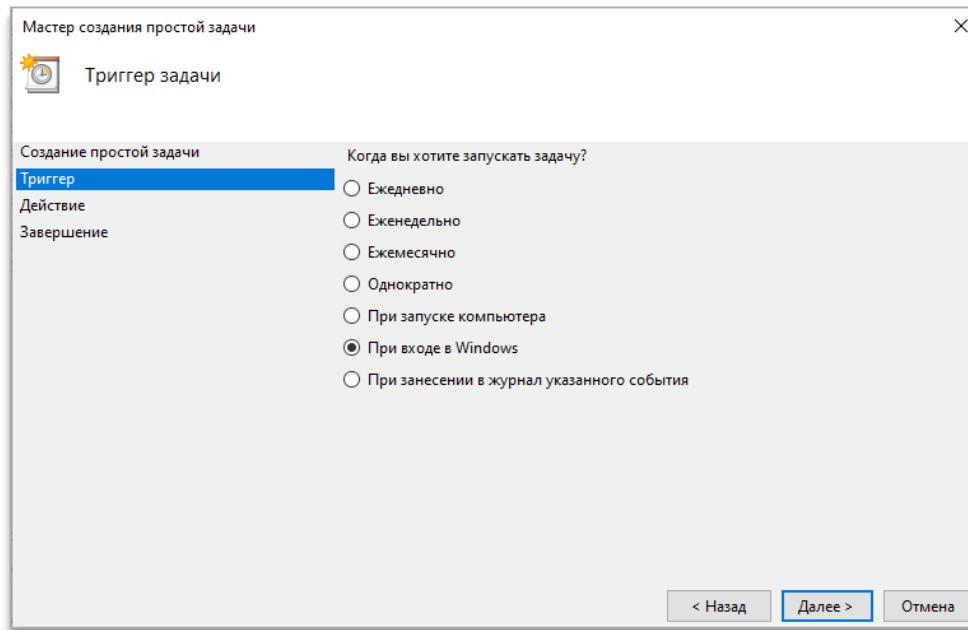 Мастер создания простой задачи
Триггер задачи
Создание простой задачи
Триггер
Действие
Завершение
Когда вы хотите запускать задачу?
Ежедневно
Еженедельно
Ежемесячно
Однократно
При запуске компьютера
При входе в Windows
При занесении в журнал указанного события
< Назад
Далее >
Отмена